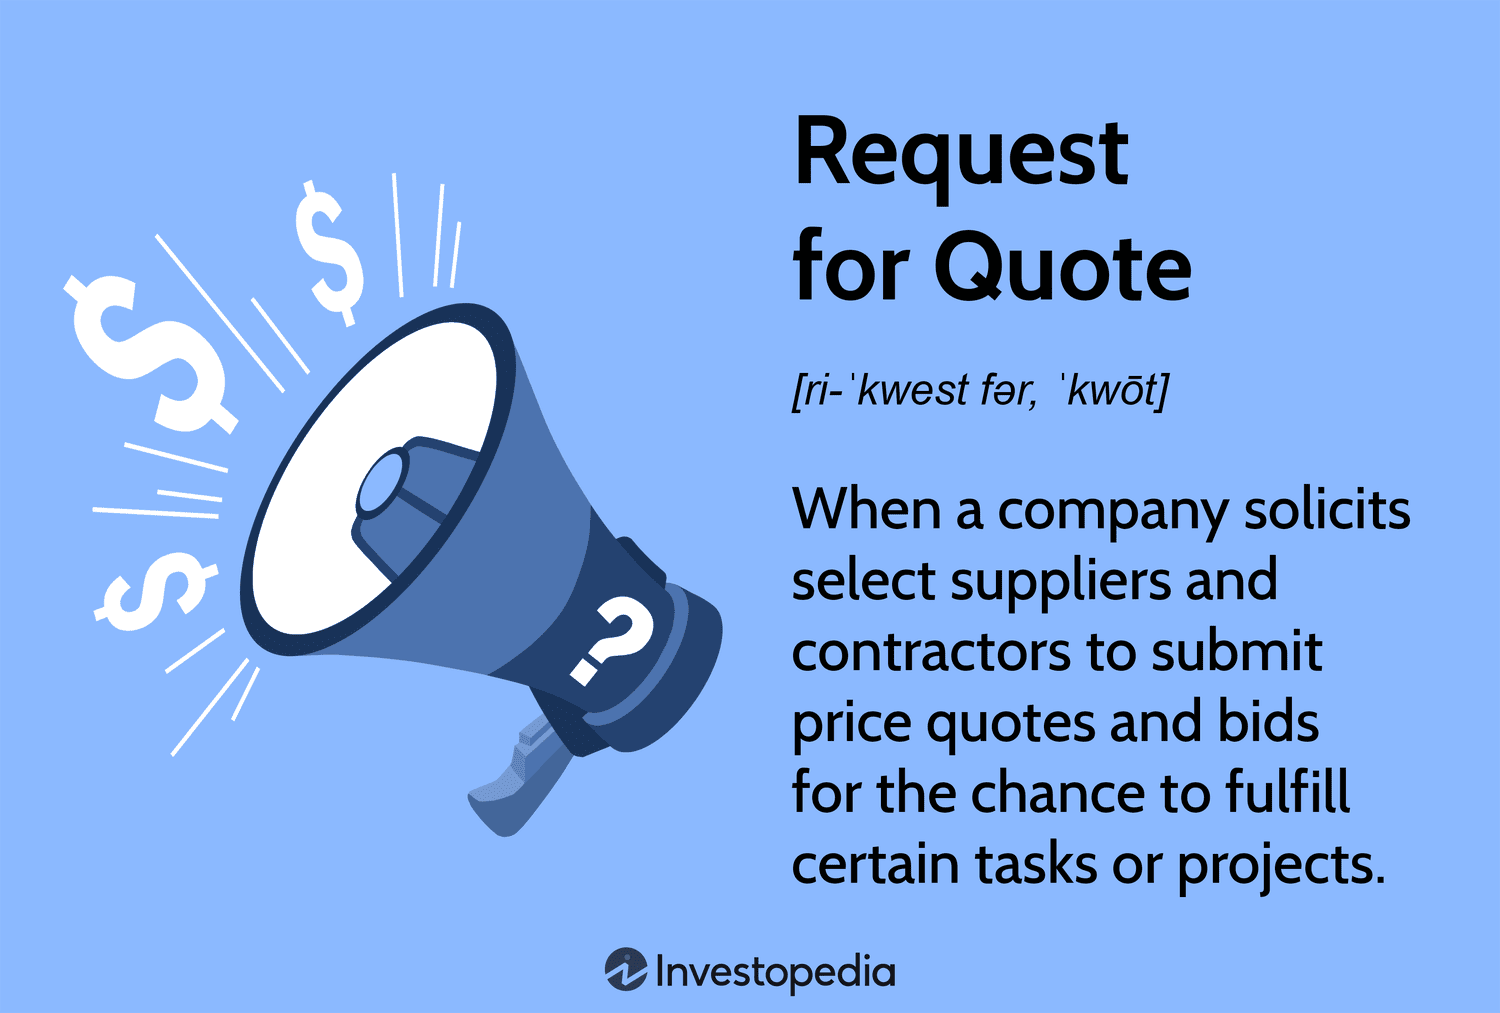 Request
for Quote
[ri-ˈkwest fər, ˈkwōt]
When a company solicits
select suppliers and
contractors to submit
price quotes and bids
for the chance to fulfill
certain tasks or projects.
$
$
$
?
Investopedia